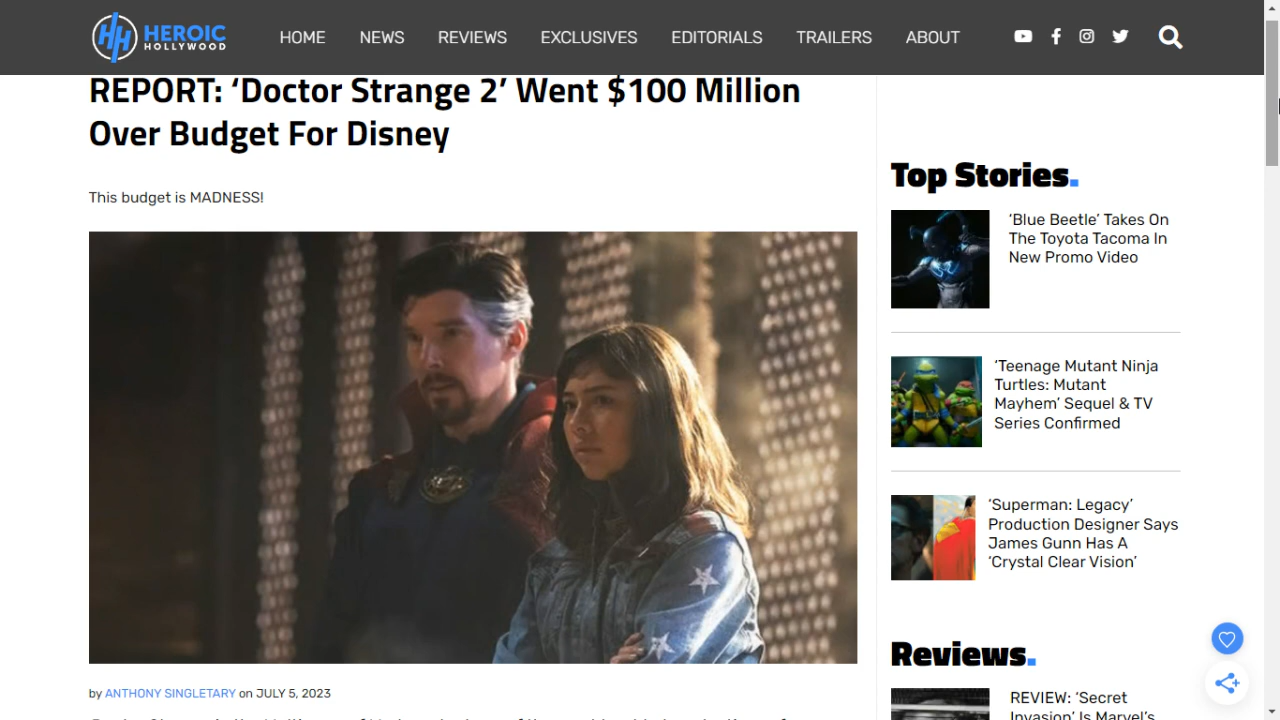 HEROIC
HOLLYWOOD
HOME NEWS REVIEWS EXCLUSIVES EDITORIALS TRAILERS ABOUT
REPORT: ‘Doctor Strange 2’ Went $100 Million
Over Budget For Disney
This budget is MADNESS!
by ANTHONY SINGLETARY on JULY 5, 2023
Top Stories.
‘Blue Beetle’ Takes On
The Toyota Tacoma In
New Promo Video
‘Teenage Mutant Ninja
Turtles: Mutant
Mayhem’ Sequel & TV
Series Confirmed
‘Superman: Legacy’
Production Designer Says
James Gunn Has A
‘Crystal Clear Vision’
Reviews.
REVIEW: ‘Secret
Invasion’ Is Marvel’s